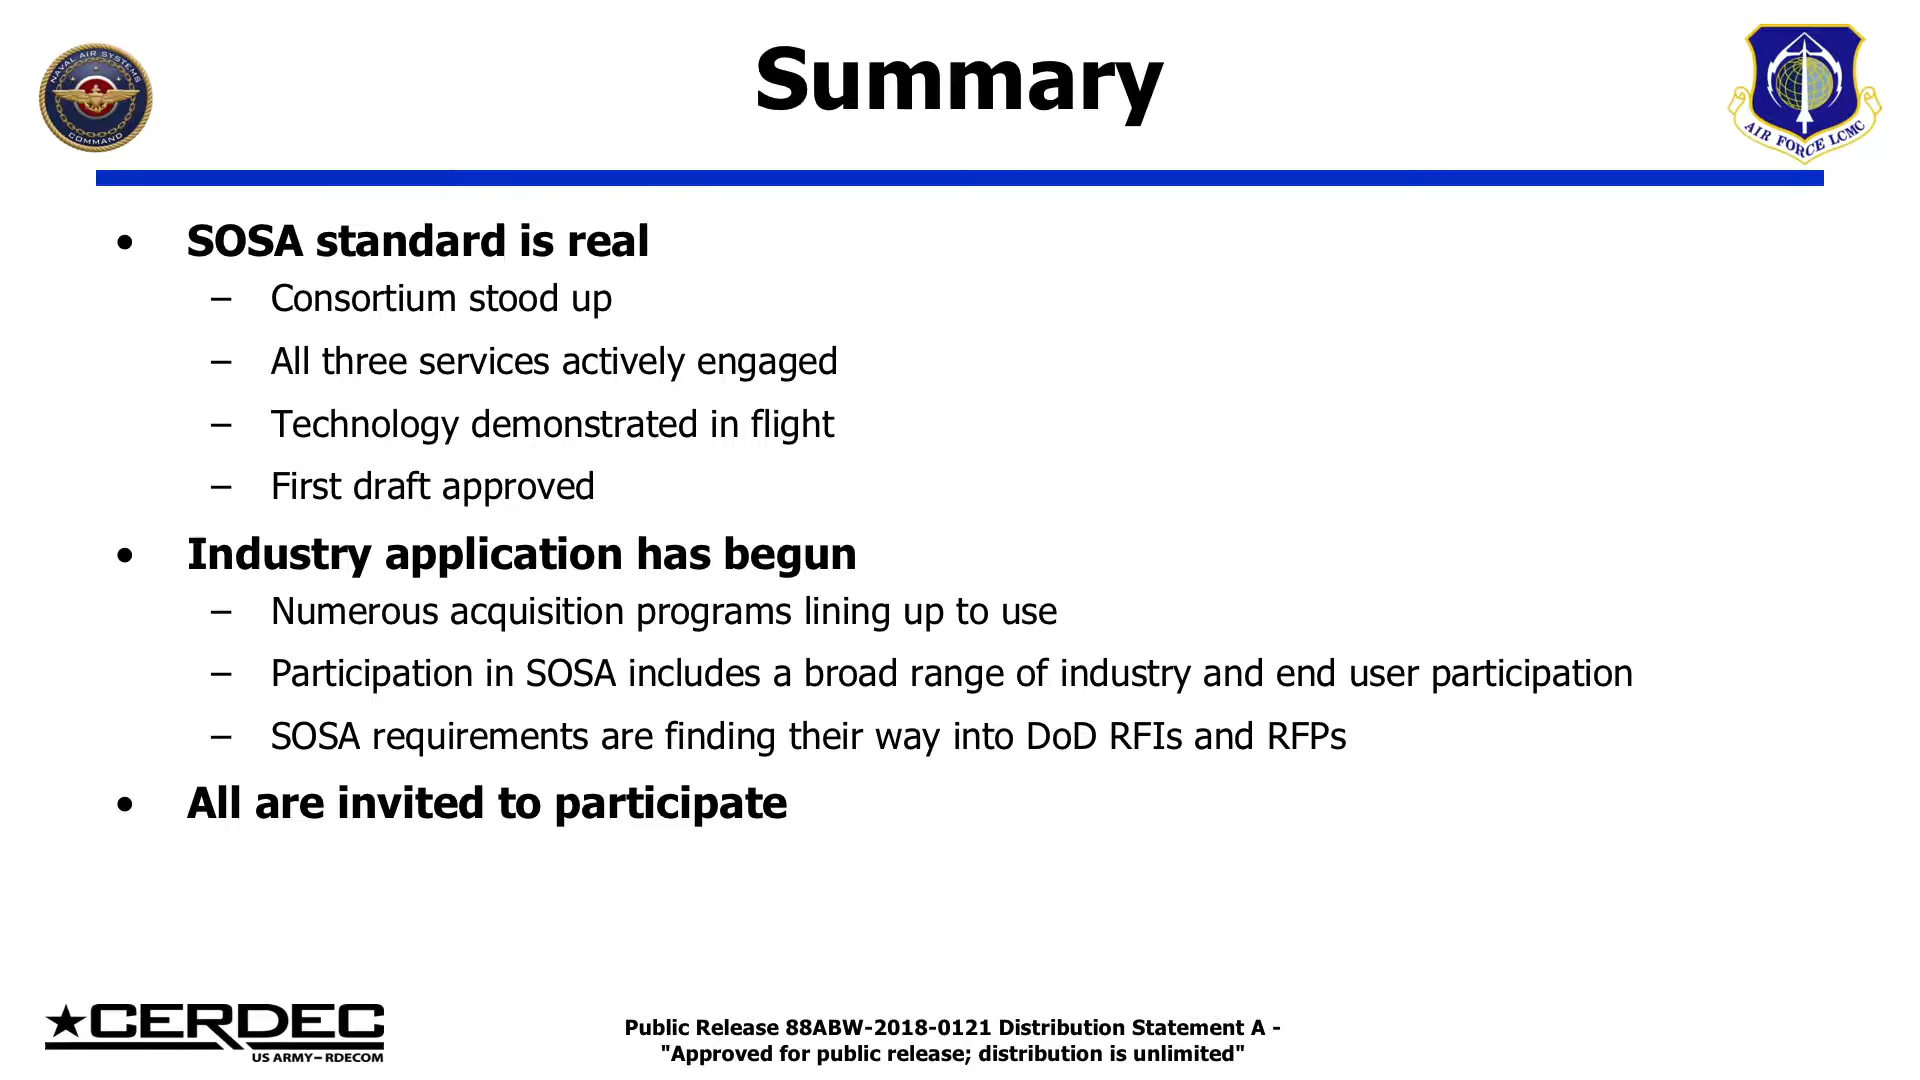 NAVAL AIR SYSTEMS
COMMAND
Summary
AIR FORCE LCMC
• SOSA standard is real
– Consortium stood up
– All three services actively engaged
– Technology demonstrated in flight
– First draft approved
• Industry application has begun
– Numerous acquisition programs lining up to use
– Participation in SOSA includes a broad range of industry and end user participation
– SOSA requirements are finding their way into DoD RFIs and RFPs
• All are invited to participate
CERDEC
US ARMY–RDECOM
Public Release 88ABW-2018-0121 Distribution Statement A -
"Approved for public release; distribution is unlimited"